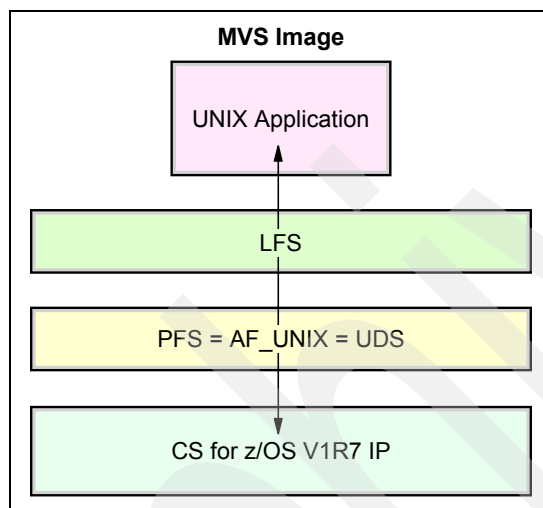 MVS Image
UNIX Application
LFS
PFS = AF_UNIX = UDS
CS for z/OS V1R7 IP